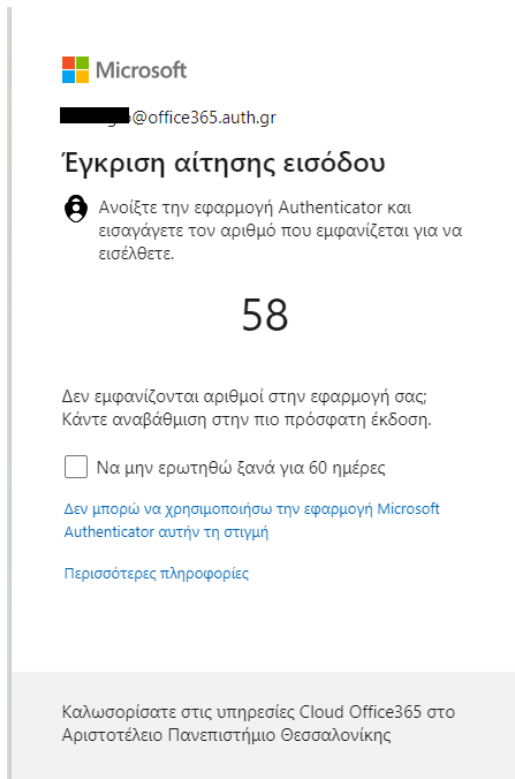 Microsoft
@office365.auth.gr
Έγκριση αίτησης εισόδου
Ανοίξτε την εφαρμογή Authenticator και
εισαγάγετε τον αριθμό που εμφανίζεται για να
εισέλθετε.
58
Δεν εμφανίζονται αριθμοί στην εφαρμογή σας;
Κάντε αναβάθμιση στην πιο πρόσφατη έκδοση.
Να μην ερωτηθώ ξανά για 60 ημέρες
Δεν μπορώ να χρησιμοποιήσω την εφαρμογή Microsoft
Authenticator αυτήν τη στιγμή
Περισσότερες πληροφορίες
Καλωσορίσατε στις υπηρεσίες Cloud Office365 στο
Αριστοτέλειο Πανεπιστήμιο Θεσσαλονίκης